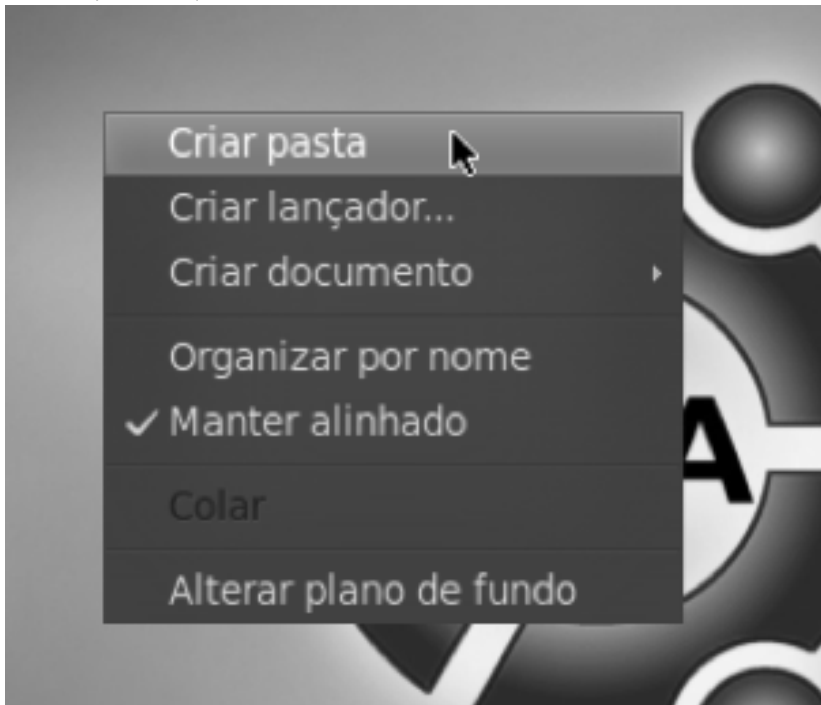 Criar pasta
Criar lançador...
Criar documento
Organizar por nome
Manter alinhado
A
Colar
Alterar plano de fundo